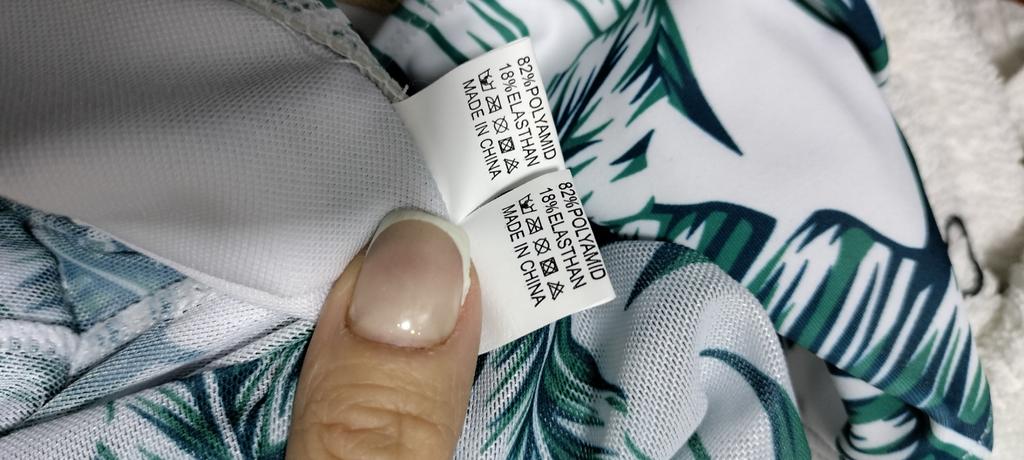 82%POLYAMID
18%ELASTHAN
MADE IN CHINA
82%POLYAMID
18%ELASTHAN
MADE IN CHINA